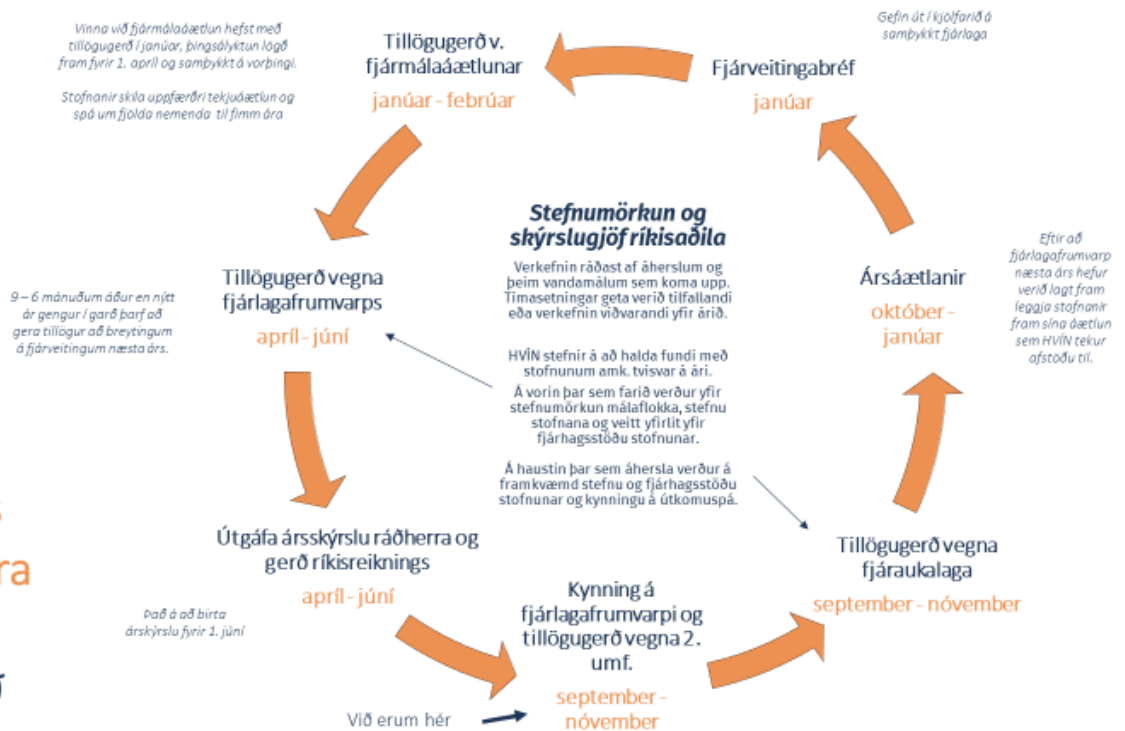 Vinna við fjármálaáætlun hefst með
tillögugerð í janúar, þingsályktun lögð
fram fyrir 1. apríl og samþykkt á vorþingi.
Stofnanir skila uppfærðri tekjuáætlun og
spá um fjölda nemenda til fimm ára
Tillögugerð v.
fjármálaáætlunar
janúar - febrúar
Gefin út í kjölfarið á
samþykkt fjárlaga
Fjárveitingabréf
janúar
Stefnumörkun og
skýrslugjöf ríkisaðila
Verkefnin ráðast af áherslum og
þeim vandamálum sem koma upp.
Tímasetningar geta verið tilfallandi
eða verkefnin viðvarandi yfir árið.
HVIN stefnir á að halda fundi með
stofnunum amk. tvisvar á ári.
Á vorin þar sem farið verður yfir
stefnumörkun málaflokka, stefnu
stofnana og veitt yfirlit yfir
fjárhagsstöðu stofnunar.
Á haustin þar sem áhersla verður á
framkvæmd stefnu og fjárhagsstöðu
stofnunar og kynningu á útkomuspá.
Tillögugerð vegna
fjárlagafrumvarps
apríl - júní
9 – 6 mánuðum áður en nýtt
ár gengur í garð þarf að
gera tillögur að breytingum
á fjárveitingum næsta árs.
Ársáætlanir
október -
janúar
Eftir að
fjárlagafrumvarp
næsta árs hefur
verið lagt fram
leggja stofnanir
fram sína áætlun
sem HVIN tekur
afstöðu til.
Útgáfa ársskýrslu ráðherra og
gerð ríkisreiknings
apríl - júní
Það á að birta
árskýrslu fyrir 1. júní
Kynning á
fjárlagafrumvarpi og
tillögugerð vegna 2.
umf.
september -
nóvember
Við erum hér
Tillögugerð vegna
fjáraukalaga
september - nóvember
ra